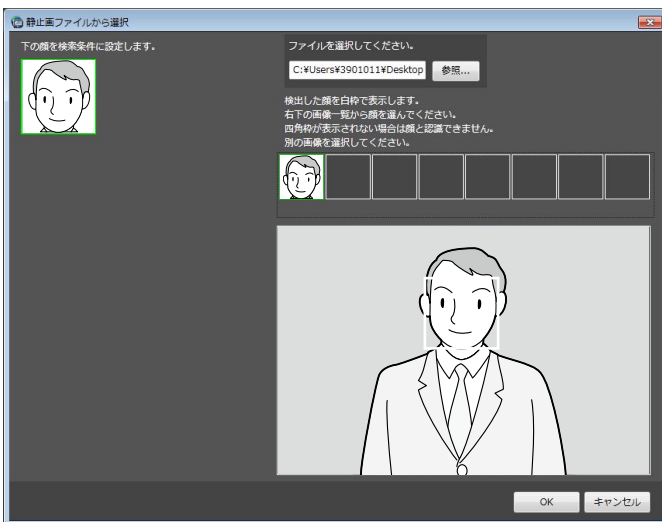 静止画ファイルから選択
下の顔を検索条件に設定します。
ファイルを選択してください。
C:¥Users¥3901011¥Desktop
参照...
検出した顔を白枠で表示します。
右下の画像一覧から顔を選んでください。
四角枠が表示されない場合は顔と認識できません。
別の画像を選択してください。
OK
キャンセル